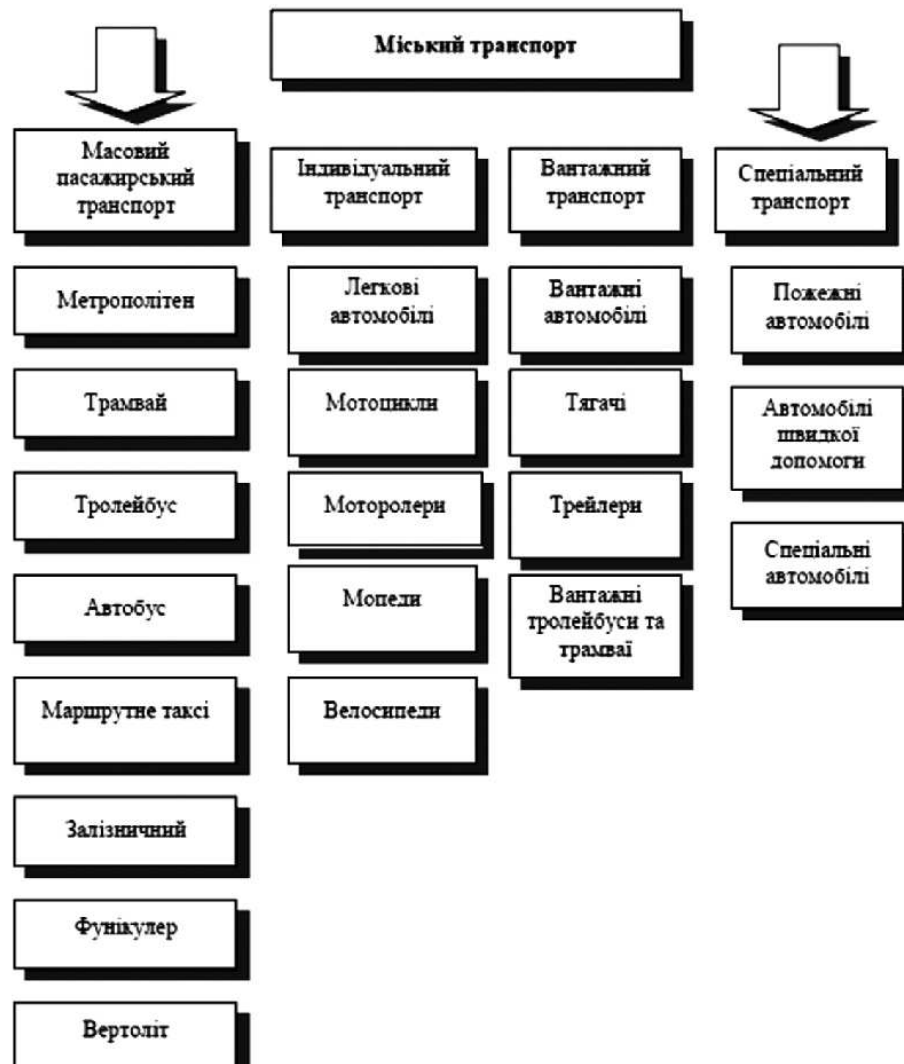 Міський транспорт
Масовий
пасажирський
транспорт
Метрополітен
Трамвай
Тролейбус
Автобус
Маршрутне таксі
Залізничний
Фунікулер
Вертоліт
Індивідуальний
транспорт
Легкові
автомобілі
Мотоцикли
Моторолери
Мопеди
Велосипеди
Вантажний
транспорт
Вантажні
автомобілі
Тягачі
Трейлери
Вантажні
тролейбуси та
трамваї
Спеціальний
транспорт
Пожежні
автомобілі
Автомобілі
швидкої
допомоги
Спеціальні
автомобілі